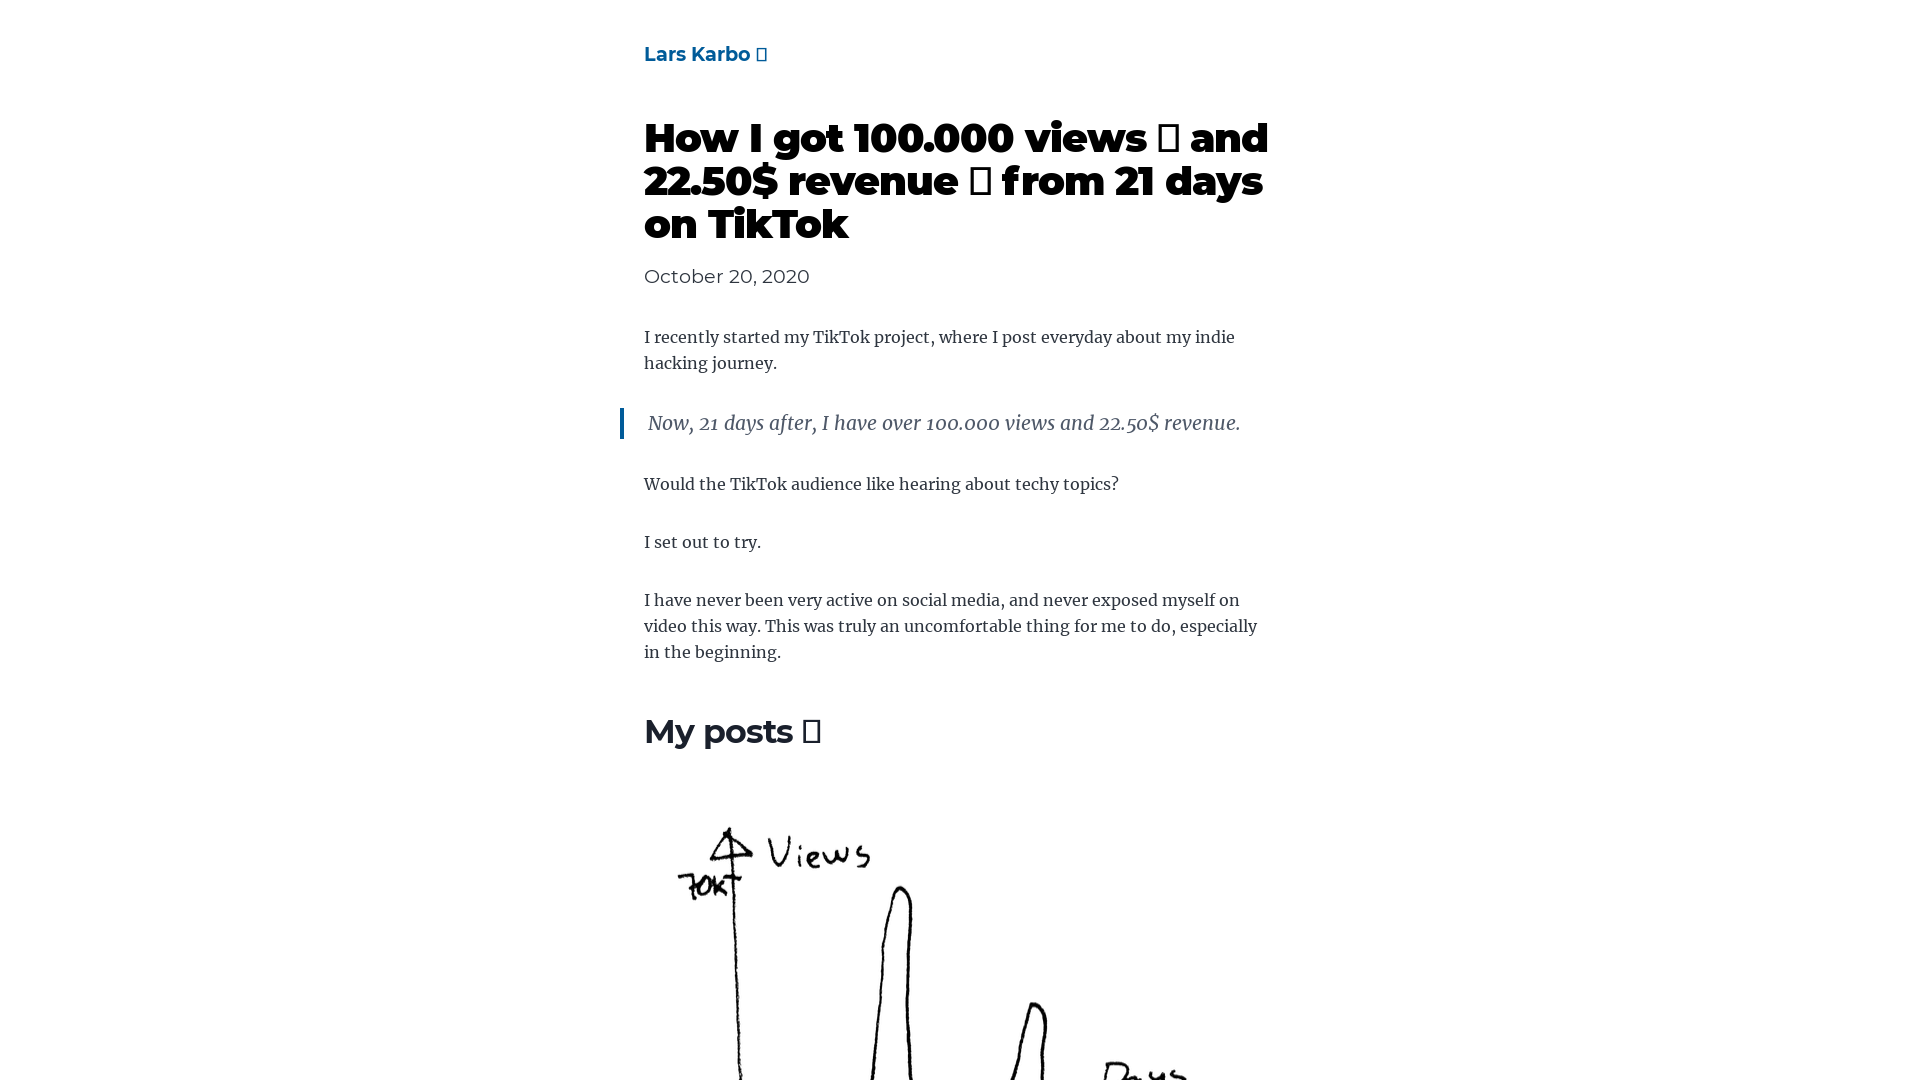 Lars Karbo
How I got 100.000 views and
22.50$ revenue from 21 days
on TikTok
October 20, 2020
I recently started my TikTok project, where I post everyday about my indie
hacking journey.
Now, 21 days after, I have over 100.000 views and 22.50$ revenue.
Would the TikTok audience like hearing about techy topics?
I set out to try.
I have never been very active on social media, and never exposed myself on
video this way. This was truly an uncomfortable thing for me to do, especially
in the beginning.
My posts
Views
70k
Days